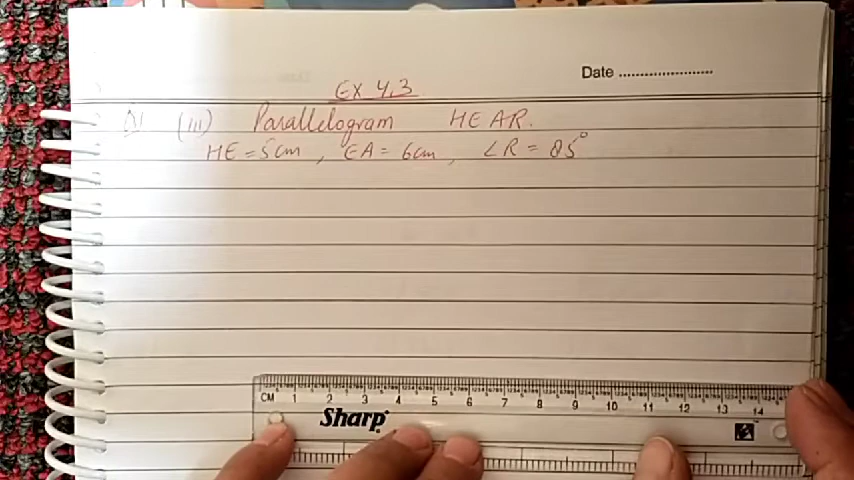 Date ........................
Ex 4.3
Q1 (iii) Parallelogram HEAR.
HE = 5cm , EA = 6cm , ∠R = 85°
CM 1 2 3 4 5 6 7 8 9 10 11 12 13 14
Sharp